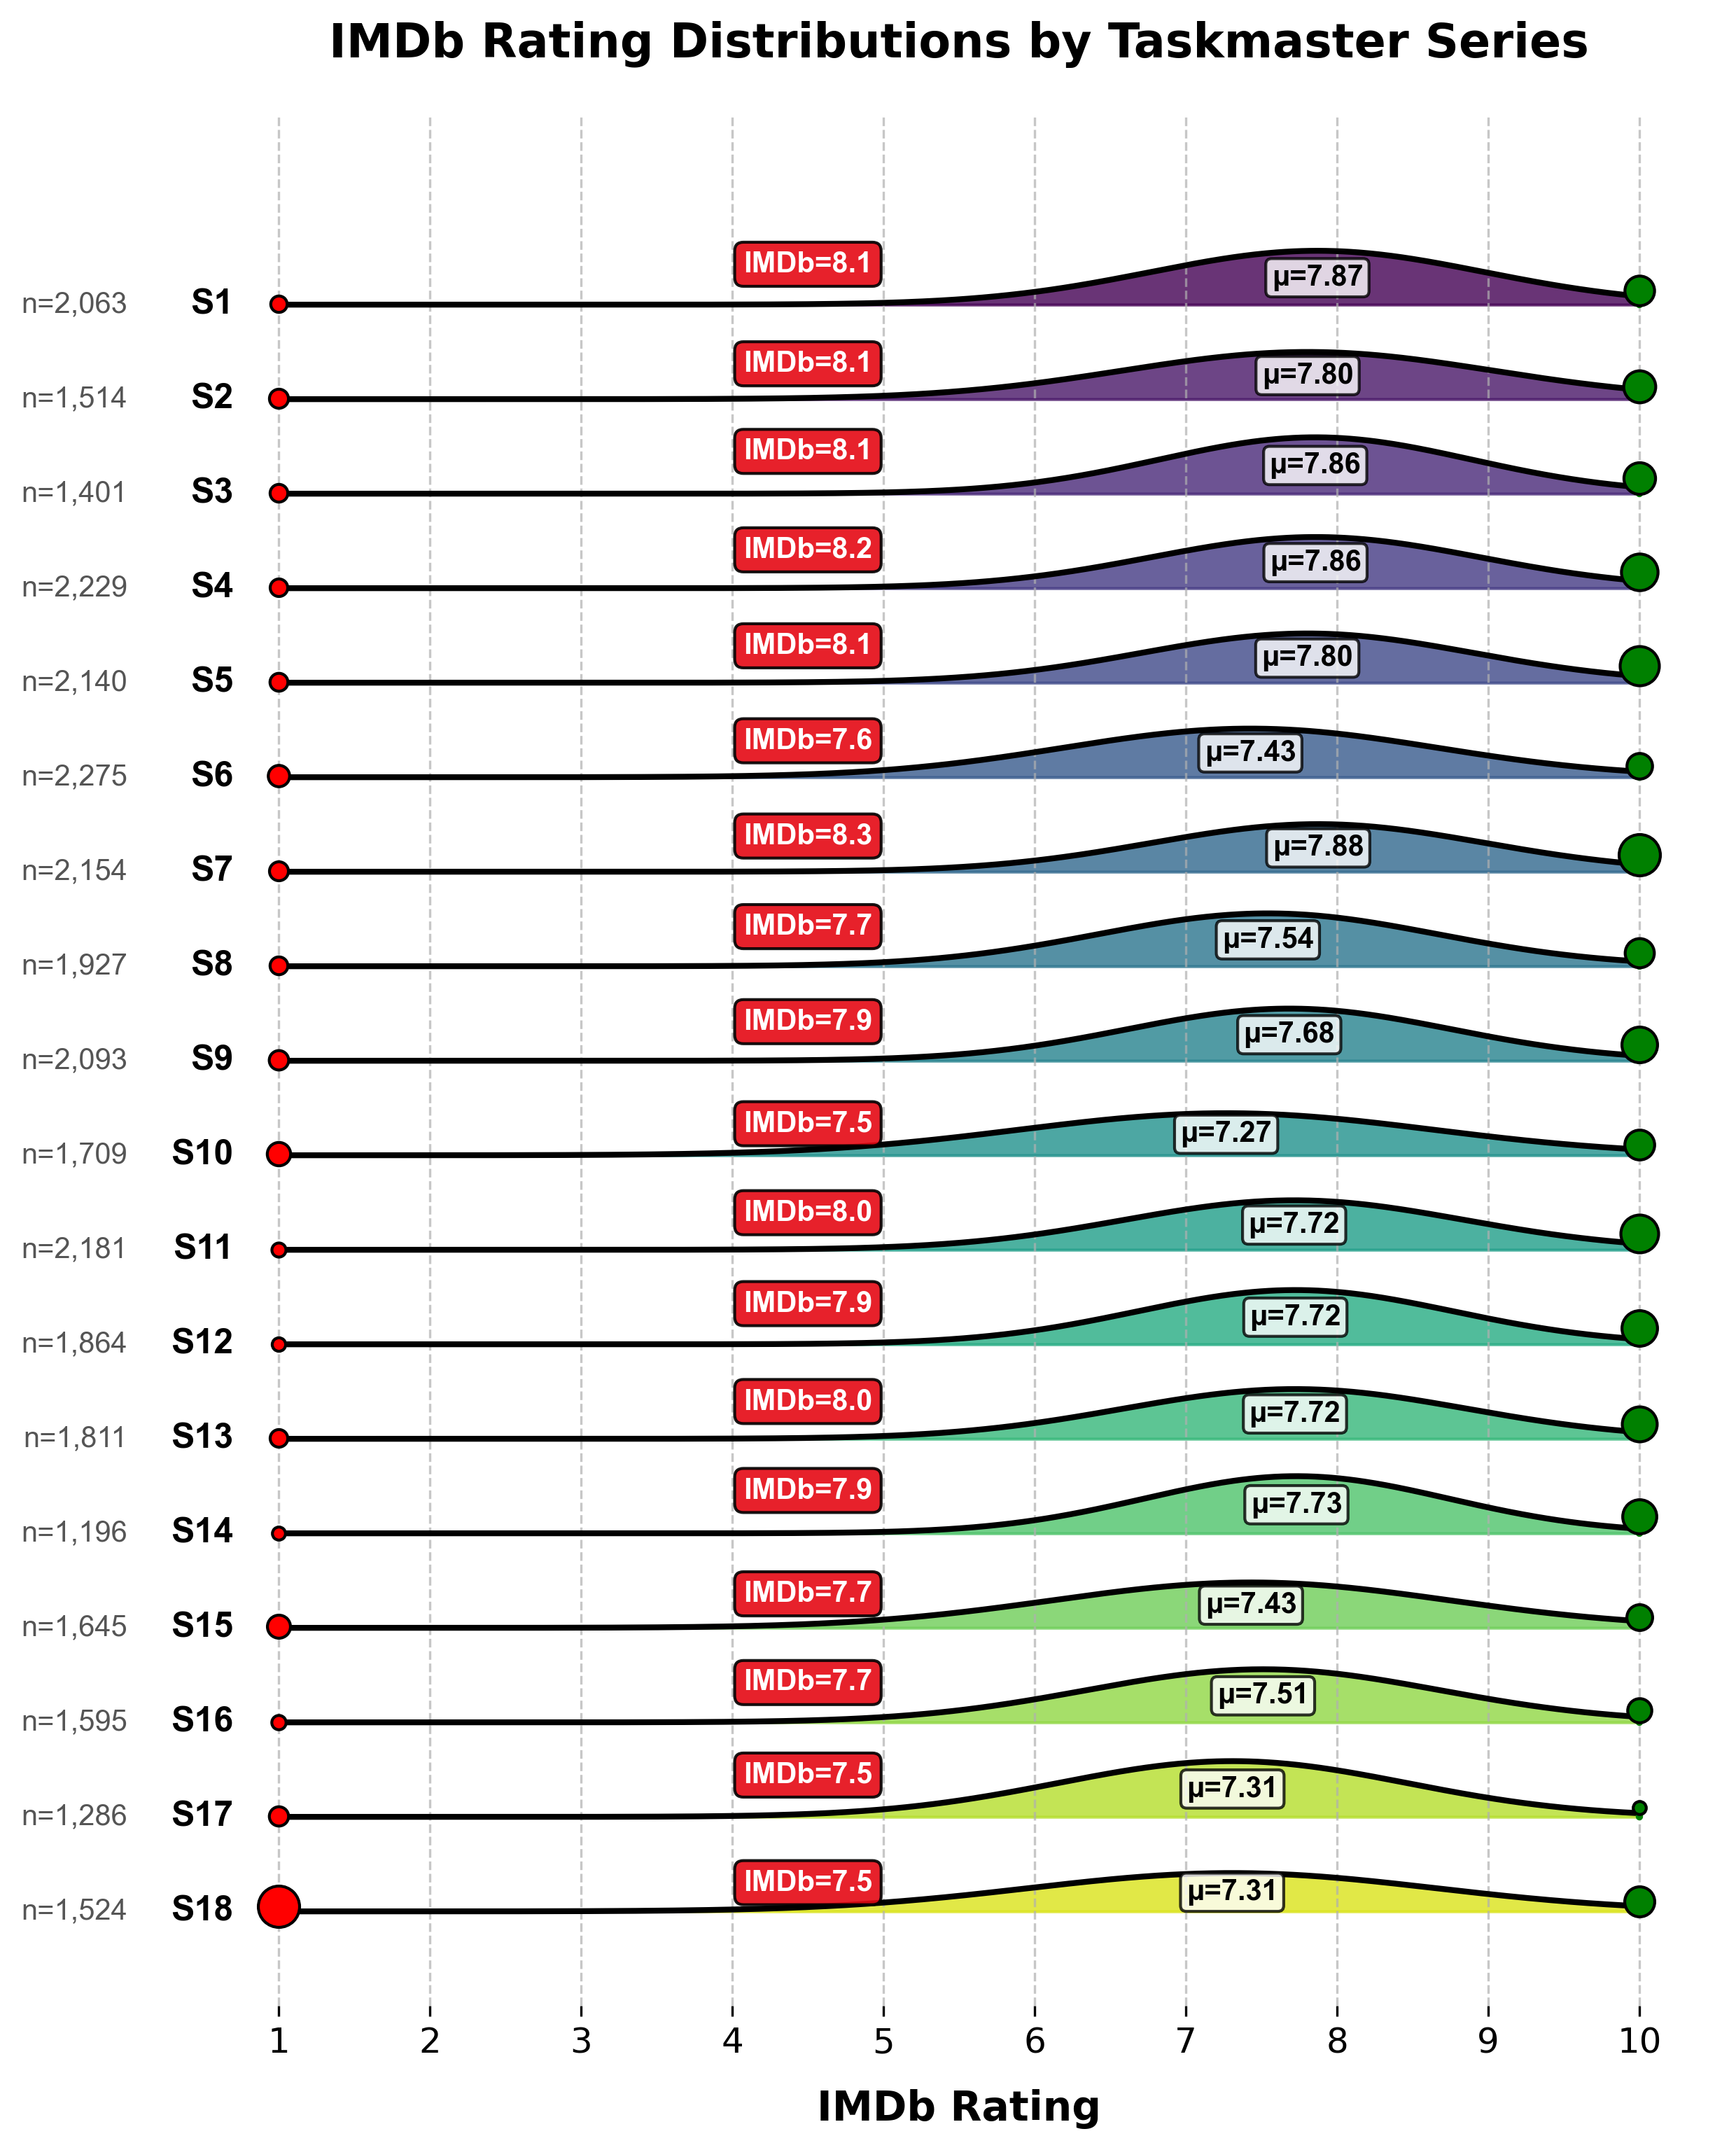 IMDb Rating Distributions by Taskmaster Series
n=2,063 S1 IMDb=8.1 μ=7.87
n=1,514 S2 IMDb=8.1 μ=7.80
n=1,401 S3 IMDb=8.1 μ=7.86
n=2,229 S4 IMDb=8.2 μ=7.86
n=2,140 S5 IMDb=8.1 μ=7.80
n=2,275 S6 IMDb=7.6 μ=7.43
n=2,154 S7 IMDb=8.3 μ=7.88
n=1,927 S8 IMDb=7.7 μ=7.54
n=2,093 S9 IMDb=7.9 μ=7.68
n=1,709 S10 IMDb=7.5 μ=7.27
n=2,181 S11 IMDb=8.0 μ=7.72
n=1,864 S12 IMDb=7.9 μ=7.72
n=1,811 S13 IMDb=8.0 μ=7.72
n=1,196 S14 IMDb=7.9 μ=7.73
n=1,645 S15 IMDb=7.7 μ=7.43
n=1,595 S16 IMDb=7.7 μ=7.51
n=1,286 S17 IMDb=7.5 μ=7.31
n=1,524 S18 IMDb=7.5 μ=7.31
1 2 3 4 5 6 7 8 9 10
IMDb Rating